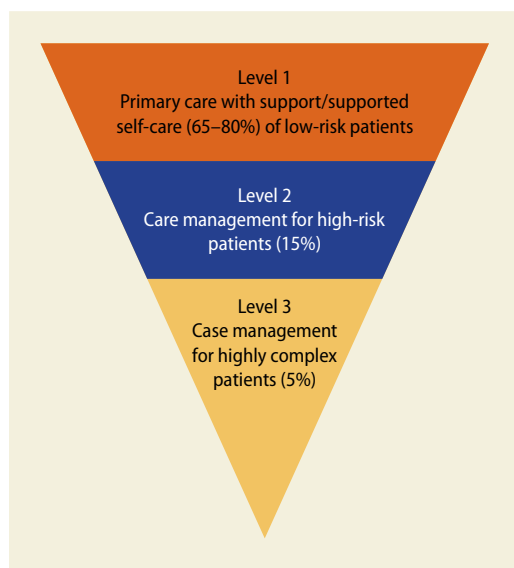 Level 1
Primary care with support/supported
self-care (65–80%) of low-risk patients
Level 2
Care management for high-risk
patients (15%)
Level 3
Case management
for highly complex
patients (5%)